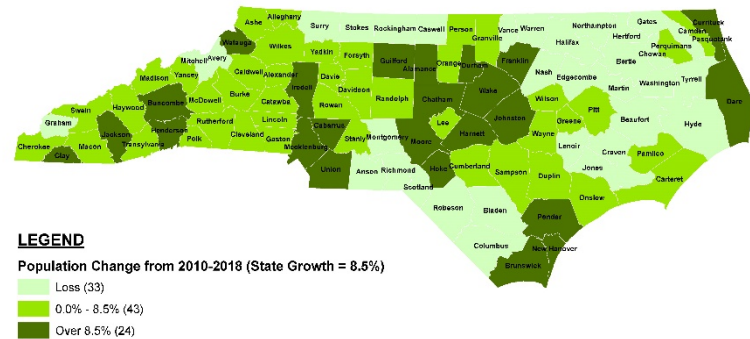 Ashe Alleghany Surry Stokes Rockingham Caswell Person Granville Vance Warren Northampton Gates Currituck
Camden
Pasquotank
Perquimans
Chowan
Hertford
Halifax
Bertie
Watauga Wilkes Yadkin Forsyth Guilford Alamance Orange Durham Franklin
Mitchell Avery
Nash Edgecombe
Martin Washington Tyrrell Dare
Madison Yancey Caldwell Alexander Iredell Davie Davidson Randolph Chatham Wake
Wilson Pitt Beaufort Hyde
Swain Haywood Buncombe McDowell Burke Catawba Rowan
Lee Johnston Greene
Graham Jackson Henderson Rutherford Lincoln Cabarrus Stanly Montgomery Moore Harnett Wayne Lenoir Craven Pamlico
Cherokee Clay Macon Transylvania Polk Cleveland Gaston Mecklenburg
Union Anson Richmond Hoke Cumberland Sampson Duplin Jones Carteret
Scotland Onslow
Robeson Bladen Pender
Columbus New Hanover
Brunswick
LEGEND
Population Change from 2010-2018 (State Growth = 8.5%)
Loss (33)
0.0% - 8.5% (43)
Over 8.5% (24)